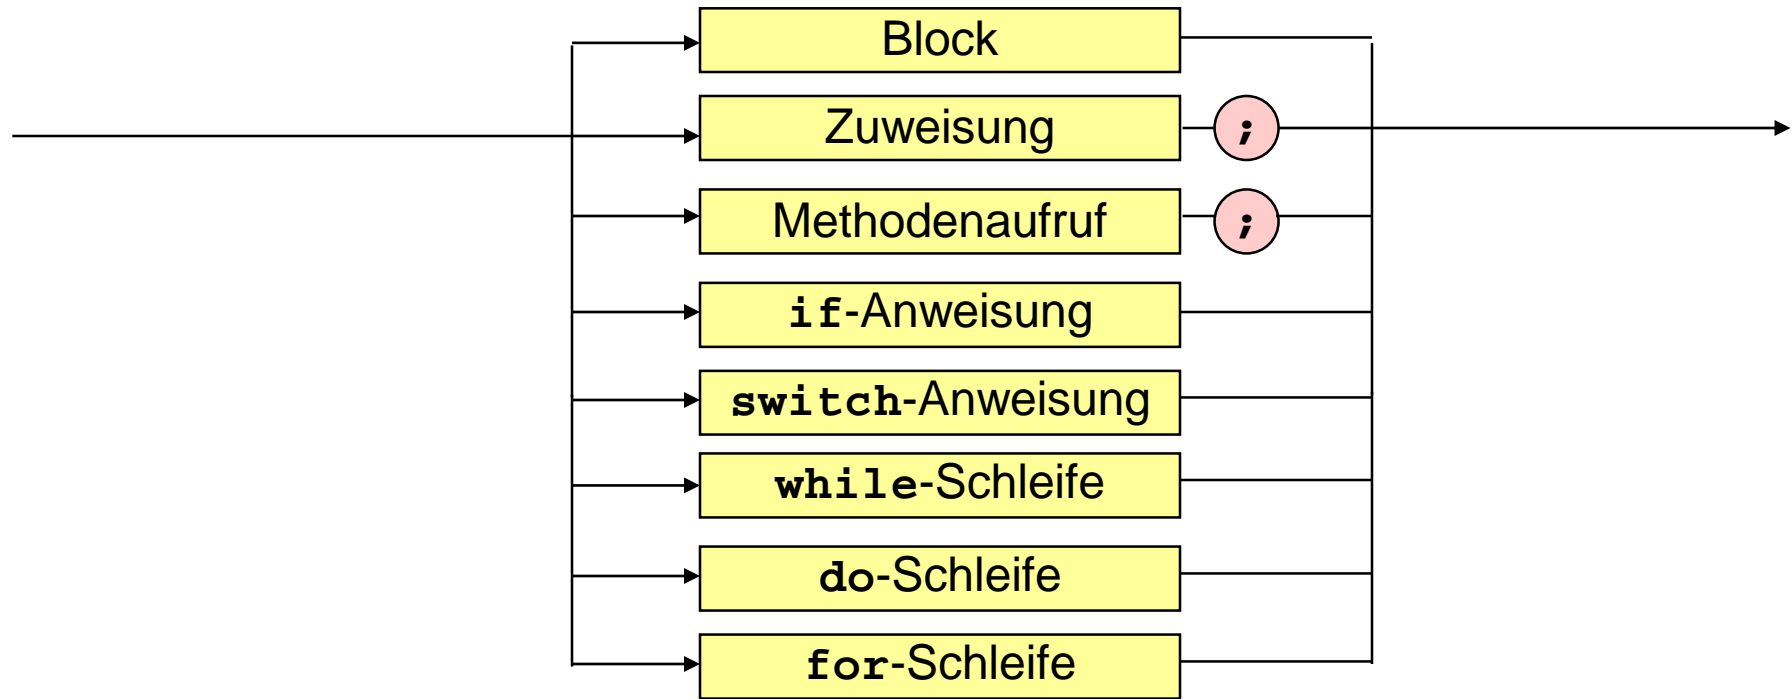 Block
Zuweisung ;
Methodenaufruf ;
if-Anweisung
switch-Anweisung
while-Schleife
do-Schleife
for-Schleife